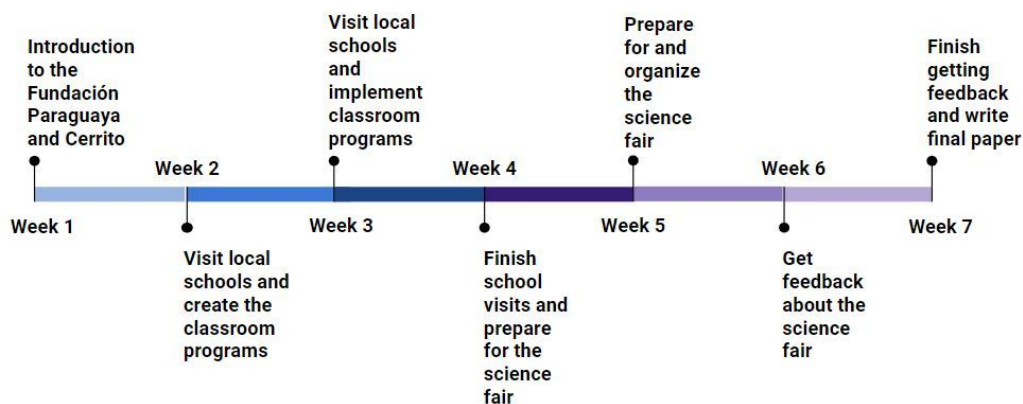 Introduction
to the
Fundación
Paraguaya
and Cerrito
Week 1
Week 2
Visit local
schools and
create the
classroom
programs
Visit local
schools
and
implement
classroom
programs
Week 3
Week 4
Finish
school
visits and
prepare
for the
science
fair
Prepare
for and
organize
the
science
fair
Week 5
Week 6
Get
feedback
about the
science
fair
Finish
getting
feedback
and write
final paper
Week 7